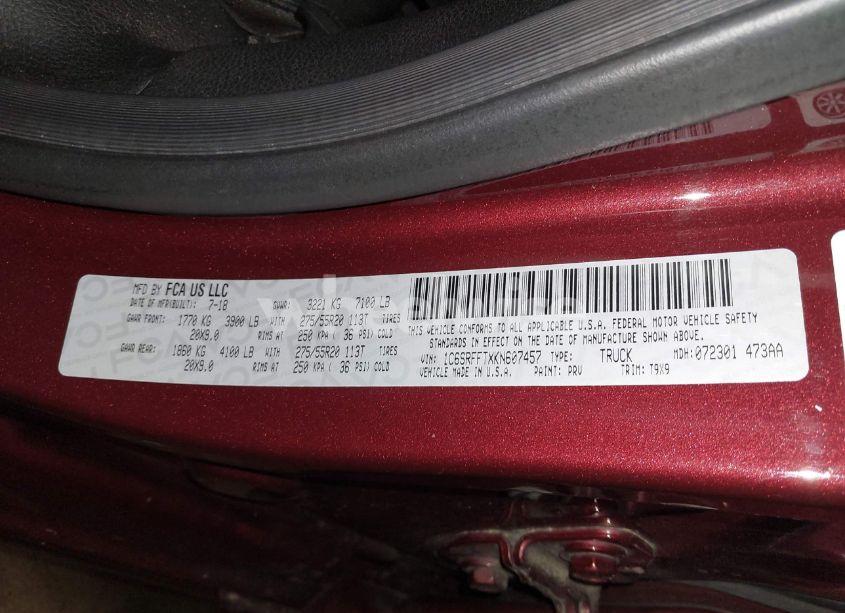 MFD BY FCA US LLC
DATE OF MFR(BUILT): 7-18 GVWR: 3221 KG 7100 LB
GAWR FRONT: 1770 KG 3900 LB WITH 275/55R20 113T TIRES
20X9.0 RIMS AT 250 KPA ( 36 PSI) COLD
GAWR REAR: 1860 KG 4100 LB WITH 275/55R20 113T TIRES
20X9.0 RIMS AT 250 KPA ( 36 PSI) COLD
THIS VEHICLE CONFORMS TO ALL APPLICABLE U.S.A. FEDERAL MOTOR VEHICLE SAFETY
STANDARDS IN EFFECT ON THE DATE OF MANUFACTURE SHOWN ABOVE.
VIN: 1C6SRFFTXKN607457 TYPE: TRUCK MDH: 072301 473AA
VEHICLE MADE IN U.S.A. PAINT: PRV TRIM: T9X9